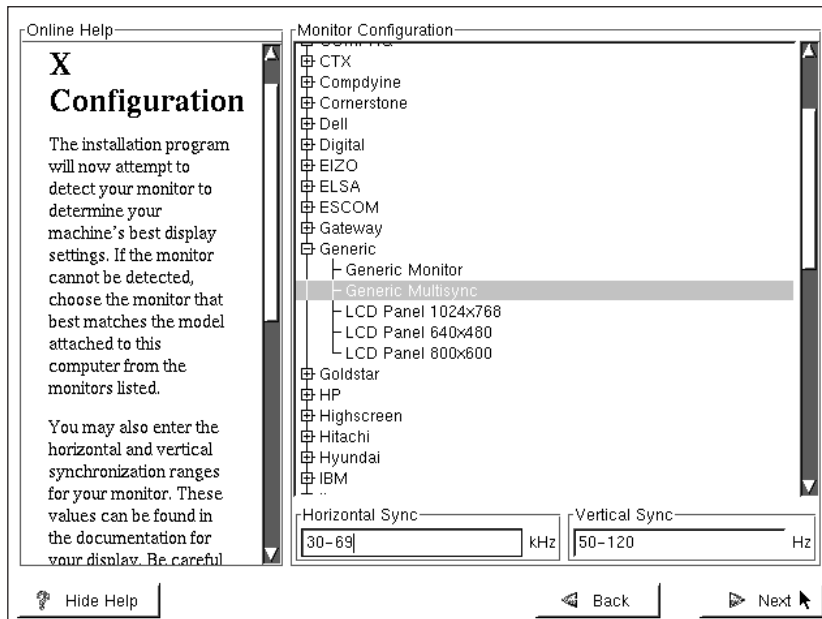 Online Help
X
Configuration
The installation program
will now attempt to
detect your monitor to
determine your
machine's best display
settings. If the monitor
cannot be detected,
choose the monitor that
best matches the model
attached to this
computer from the
monitors listed.
You may also enter the
horizontal and vertical
synchronization ranges
for your monitor. These
values can be found in
the documentation for
your display. Be careful
Monitor Configuration
CTX
Compdyine
Cornerstone
Dell
Digital
EIZO
ELSA
ESCOM
Gateway
Generic
Generic Monitor
Generic Multisync
LCD Panel 1024x768
LCD Panel 640x480
LCD Panel 800x600
Goldstar
HP
Highscreen
Hitachi
Hyundai
IBM
Horizontal Sync
30-69 kHz
Vertical Sync
50-120 Hz
Hide Help
Back
Next